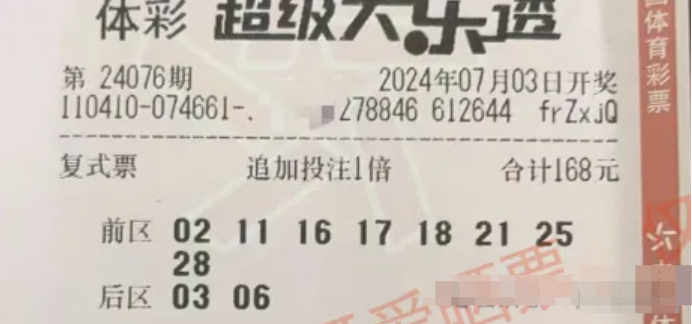 体彩 超级大乐透
第 24076期 2024年07月03日开奖
110410-074661- 278846 612644 frZxjQ
复式票 追加投注1倍 合计168元
前区 02 11 16 17 18 21 25
28
后区 03 06
国体育彩票